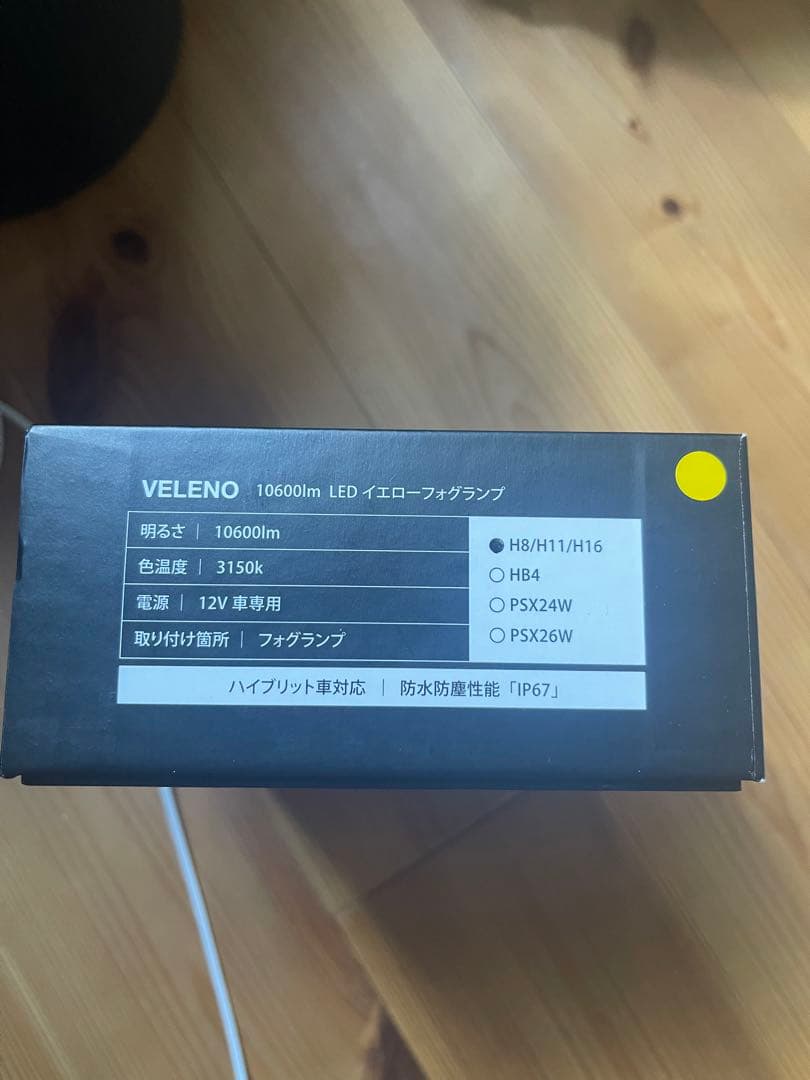 VELENO 10600lm LED イエローフォグランプ
明るさ | 10600lm
色温度 | 3150k
電源 | 12V 車専用
取り付け箇所 | フォグランプ
● H8/H11/H16
○ HB4
○ PSX24W
○ PSX26W
ハイブリット車対応 | 防水防塵性能「IP67」